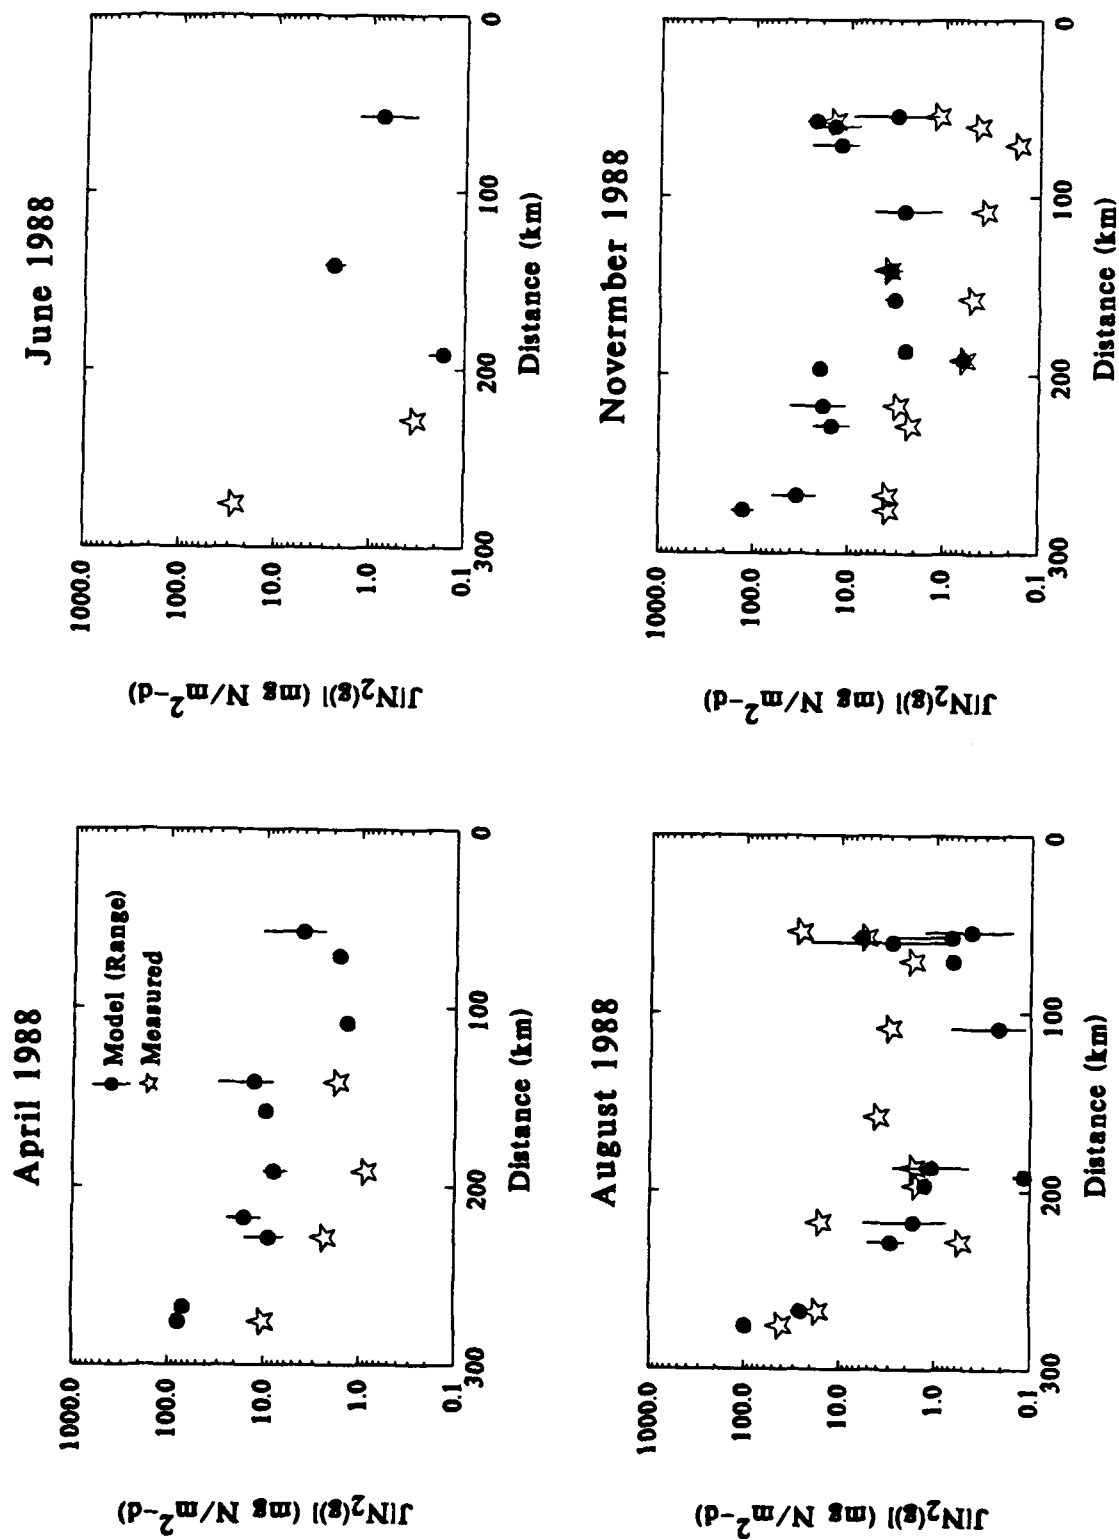 April 1988
J[N2(g)] (mg N/m2-d)
1000.0
100.0
10.0
1.0
0.1
Model (Range)
Measured
300
200
100
0
Distance (km)
June 1988
J[N2(g)] (mg N/m2-d)
1000.0
100.0
10.0
1.0
0.1
300
200
100
0
Distance (km)
August 1988
J[N2(g)] (mg N/m2-d)
1000.0
100.0
10.0
1.0
0.1
300
200
100
0
Distance (km)
Novermber 1988
J[N2(g)] (mg N/m2-d)
1000.0
100.0
10.0
1.0
0.1
300
200
100
0
Distance (km)